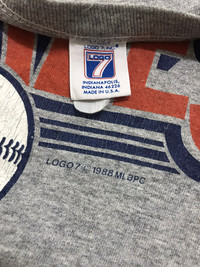 LOGO 7
INDIANAPOLIS,
INDIANA 46226
MADE IN U.S.A.
LOGO 7 © 1988 MLBPC